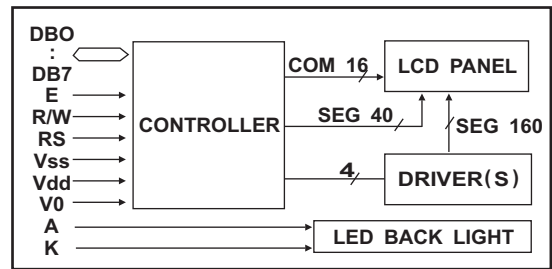 DBO
:
DB7
E
R/W
RS
Vss
Vdd
V0
A
K
CONTROLLER
COM 16
SEG 40
4
LCD PANEL
SEG 160
DRIVER(S)
LED BACK LIGHT